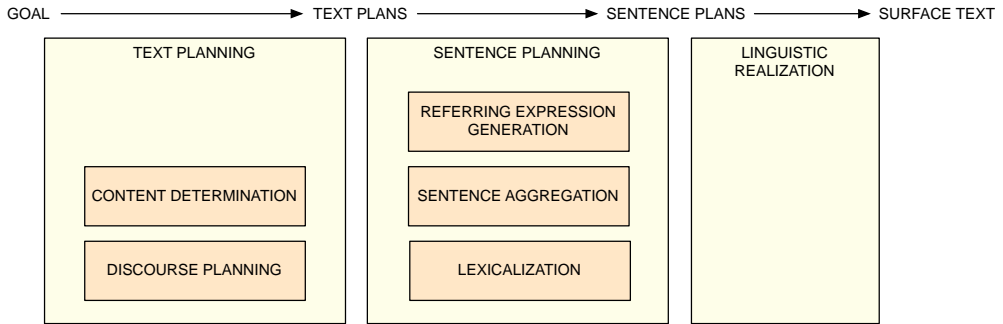 GOAL TEXT PLANS SENTENCE PLANS SURFACE TEXT
TEXT PLANNING
CONTENT DETERMINATION
DISCOURSE PLANNING
SENTENCE PLANNING
REFERRING EXPRESSION
GENERATION
SENTENCE AGGREGATION
LEXICALIZATION
LINGUISTIC
REALIZATION